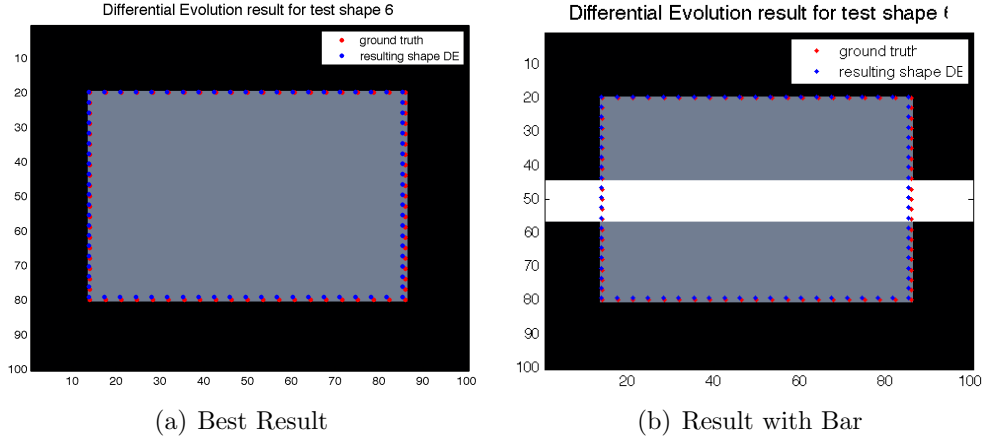 Differential Evolution result for test shape 6
ground truth
resulting shape DE
10
20
30
40
50
60
70
80
90
100
10 20 30 40 50 60 70 80 90 100
(a) Best Result
Differential Evolution result for test shape 6
ground truth
resulting shape DE
10
20
30
40
50
60
70
80
90
100
20 40 60 80 100
(b) Result with Bar